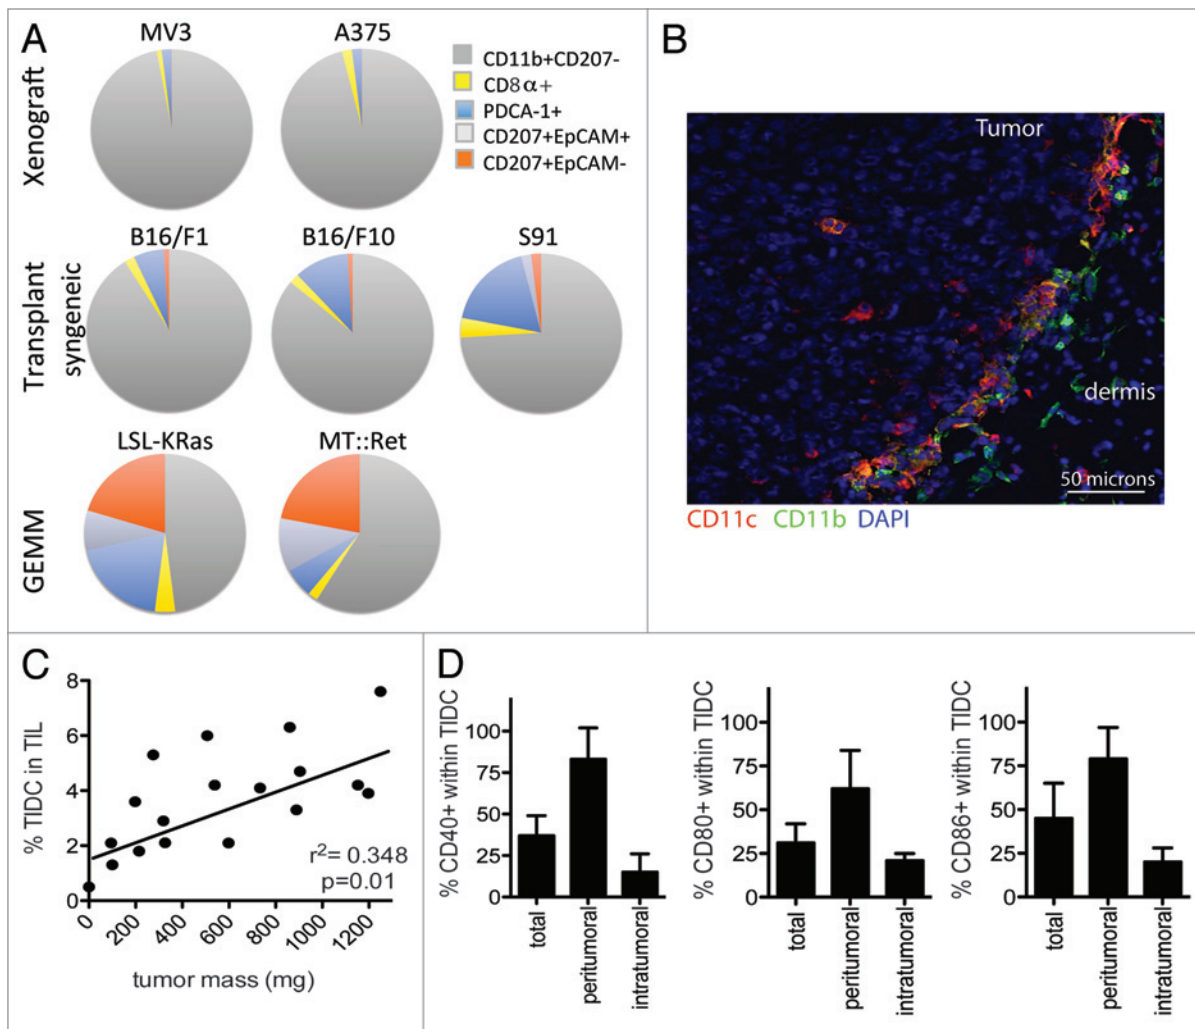 A
MV3
A375
Xenograft
CD11b+CD207-
CD8α+
PDCA-1+
CD207+EpCAM+
CD207+EpCAM-
B16/F1
B16/F10
S91
Transplant
syngeneic
LSL-KRas
MT::Ret
GEMM
B
Tumor
dermis
50 microns
CD11c CD11b DAPI
C
% TIDC in TIL
8
6
4
2
0
r²= 0.348
p=0.01
0
200
400
600
800
1000
1200
tumor mass (mg)
D
% CD40+ within TIDC
100
75
50
25
0
total
peritumoral
intratumoral
% CD80+ within TIDC
100
75
50
25
0
total
peritumoral
intratumoral
% CD86+ within TIDC
100
75
50
25
0
total
peritumoral
intratumoral